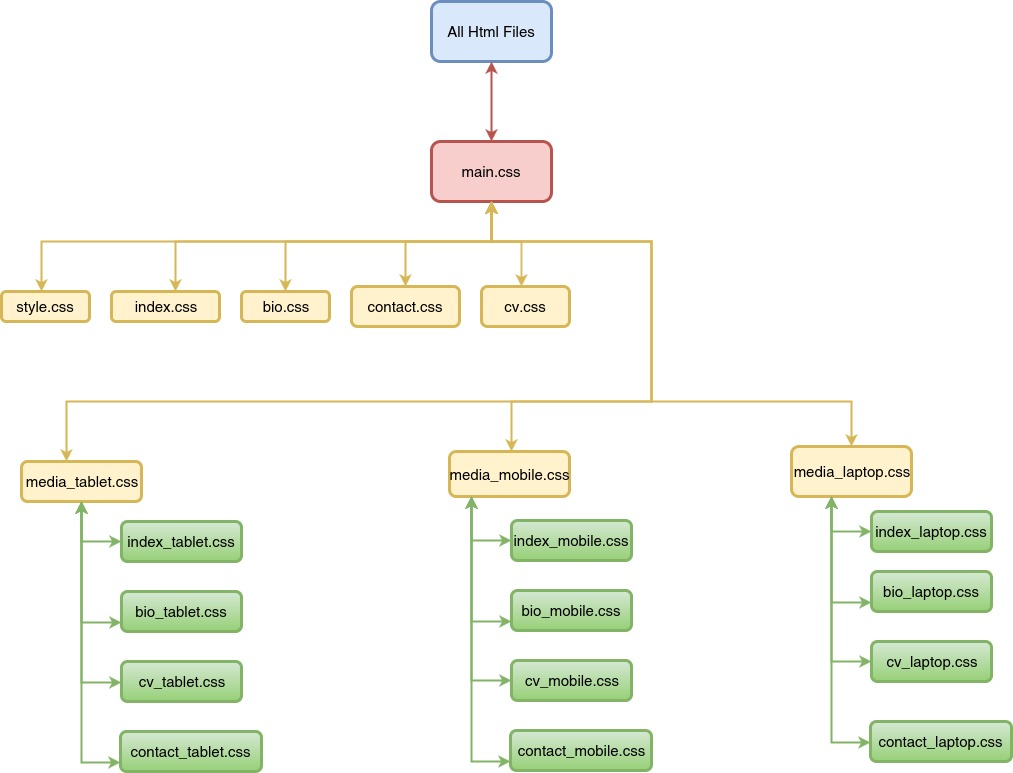 All Html Files
main.css
style.css
index.css
bio.css
contact.css
cv.css
media_tablet.css
media_mobile.css
media_laptop.css
index_tablet.css
bio_tablet.css
cv_tablet.css
contact_tablet.css
index_mobile.css
bio_mobile.css
cv_mobile.css
contact_mobile.css
index_laptop.css
bio_laptop.css
cv_laptop.css
contact_laptop.css